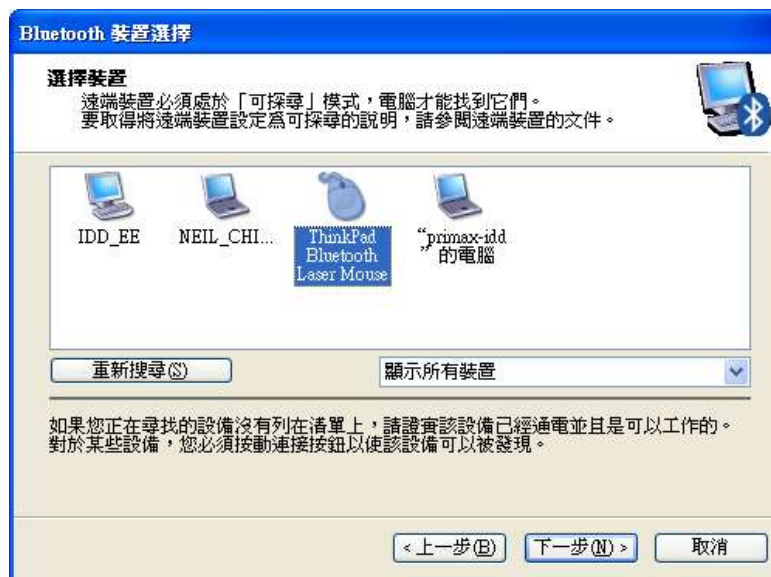 Bluetooth 裝置選擇
選擇裝置
遠端裝置必須處於「可探尋」模式，電腦才能找到它們。
要取得將遠端裝置設定為可探尋的說明，請參閱遠端裝置的文件。
IDD_EE
NEIL_CHI...
ThinkPad
Bluetooth
Laser Mouse
“primax-idd
”的電腦
重新搜尋(S)
顯示所有裝置
如果您正在尋找的設備沒有列在清單上，請證實該設備已經通電並且是可以工作的。
對於某些設備，您必須按動連接按鈕以使該設備可以被發現。
<上一步(B)
下一步(N)>
取消